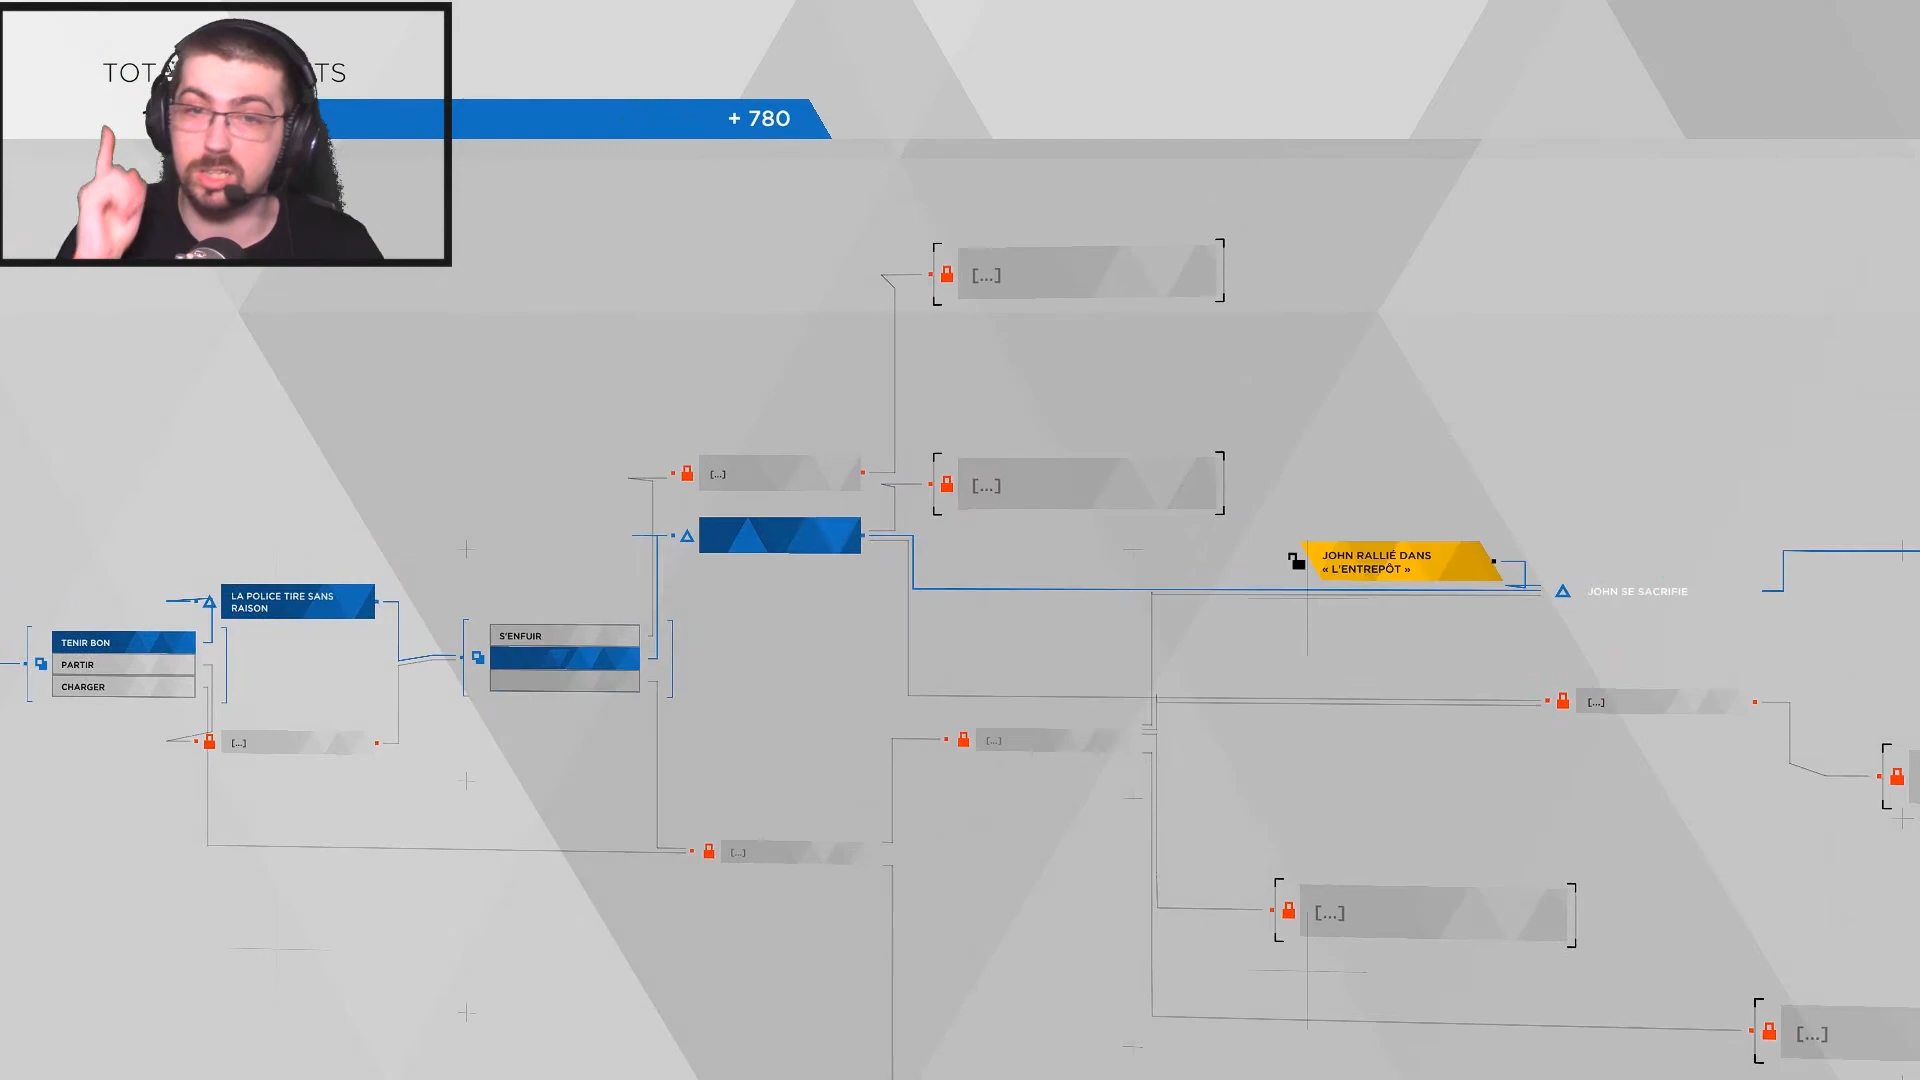 TOT TS
+ 780
[...]
[...]
[...]
JOHN RALLIÉ DANS
« L'ENTREPÔT »
JOHN SE SACRIFIE
LA POLICE TIRE SANS
RAISON
TENIR BON
PARTIR
CHARGER
S'ENFUIR
[...]
[...]
[...]
[...]
[...]
[...]